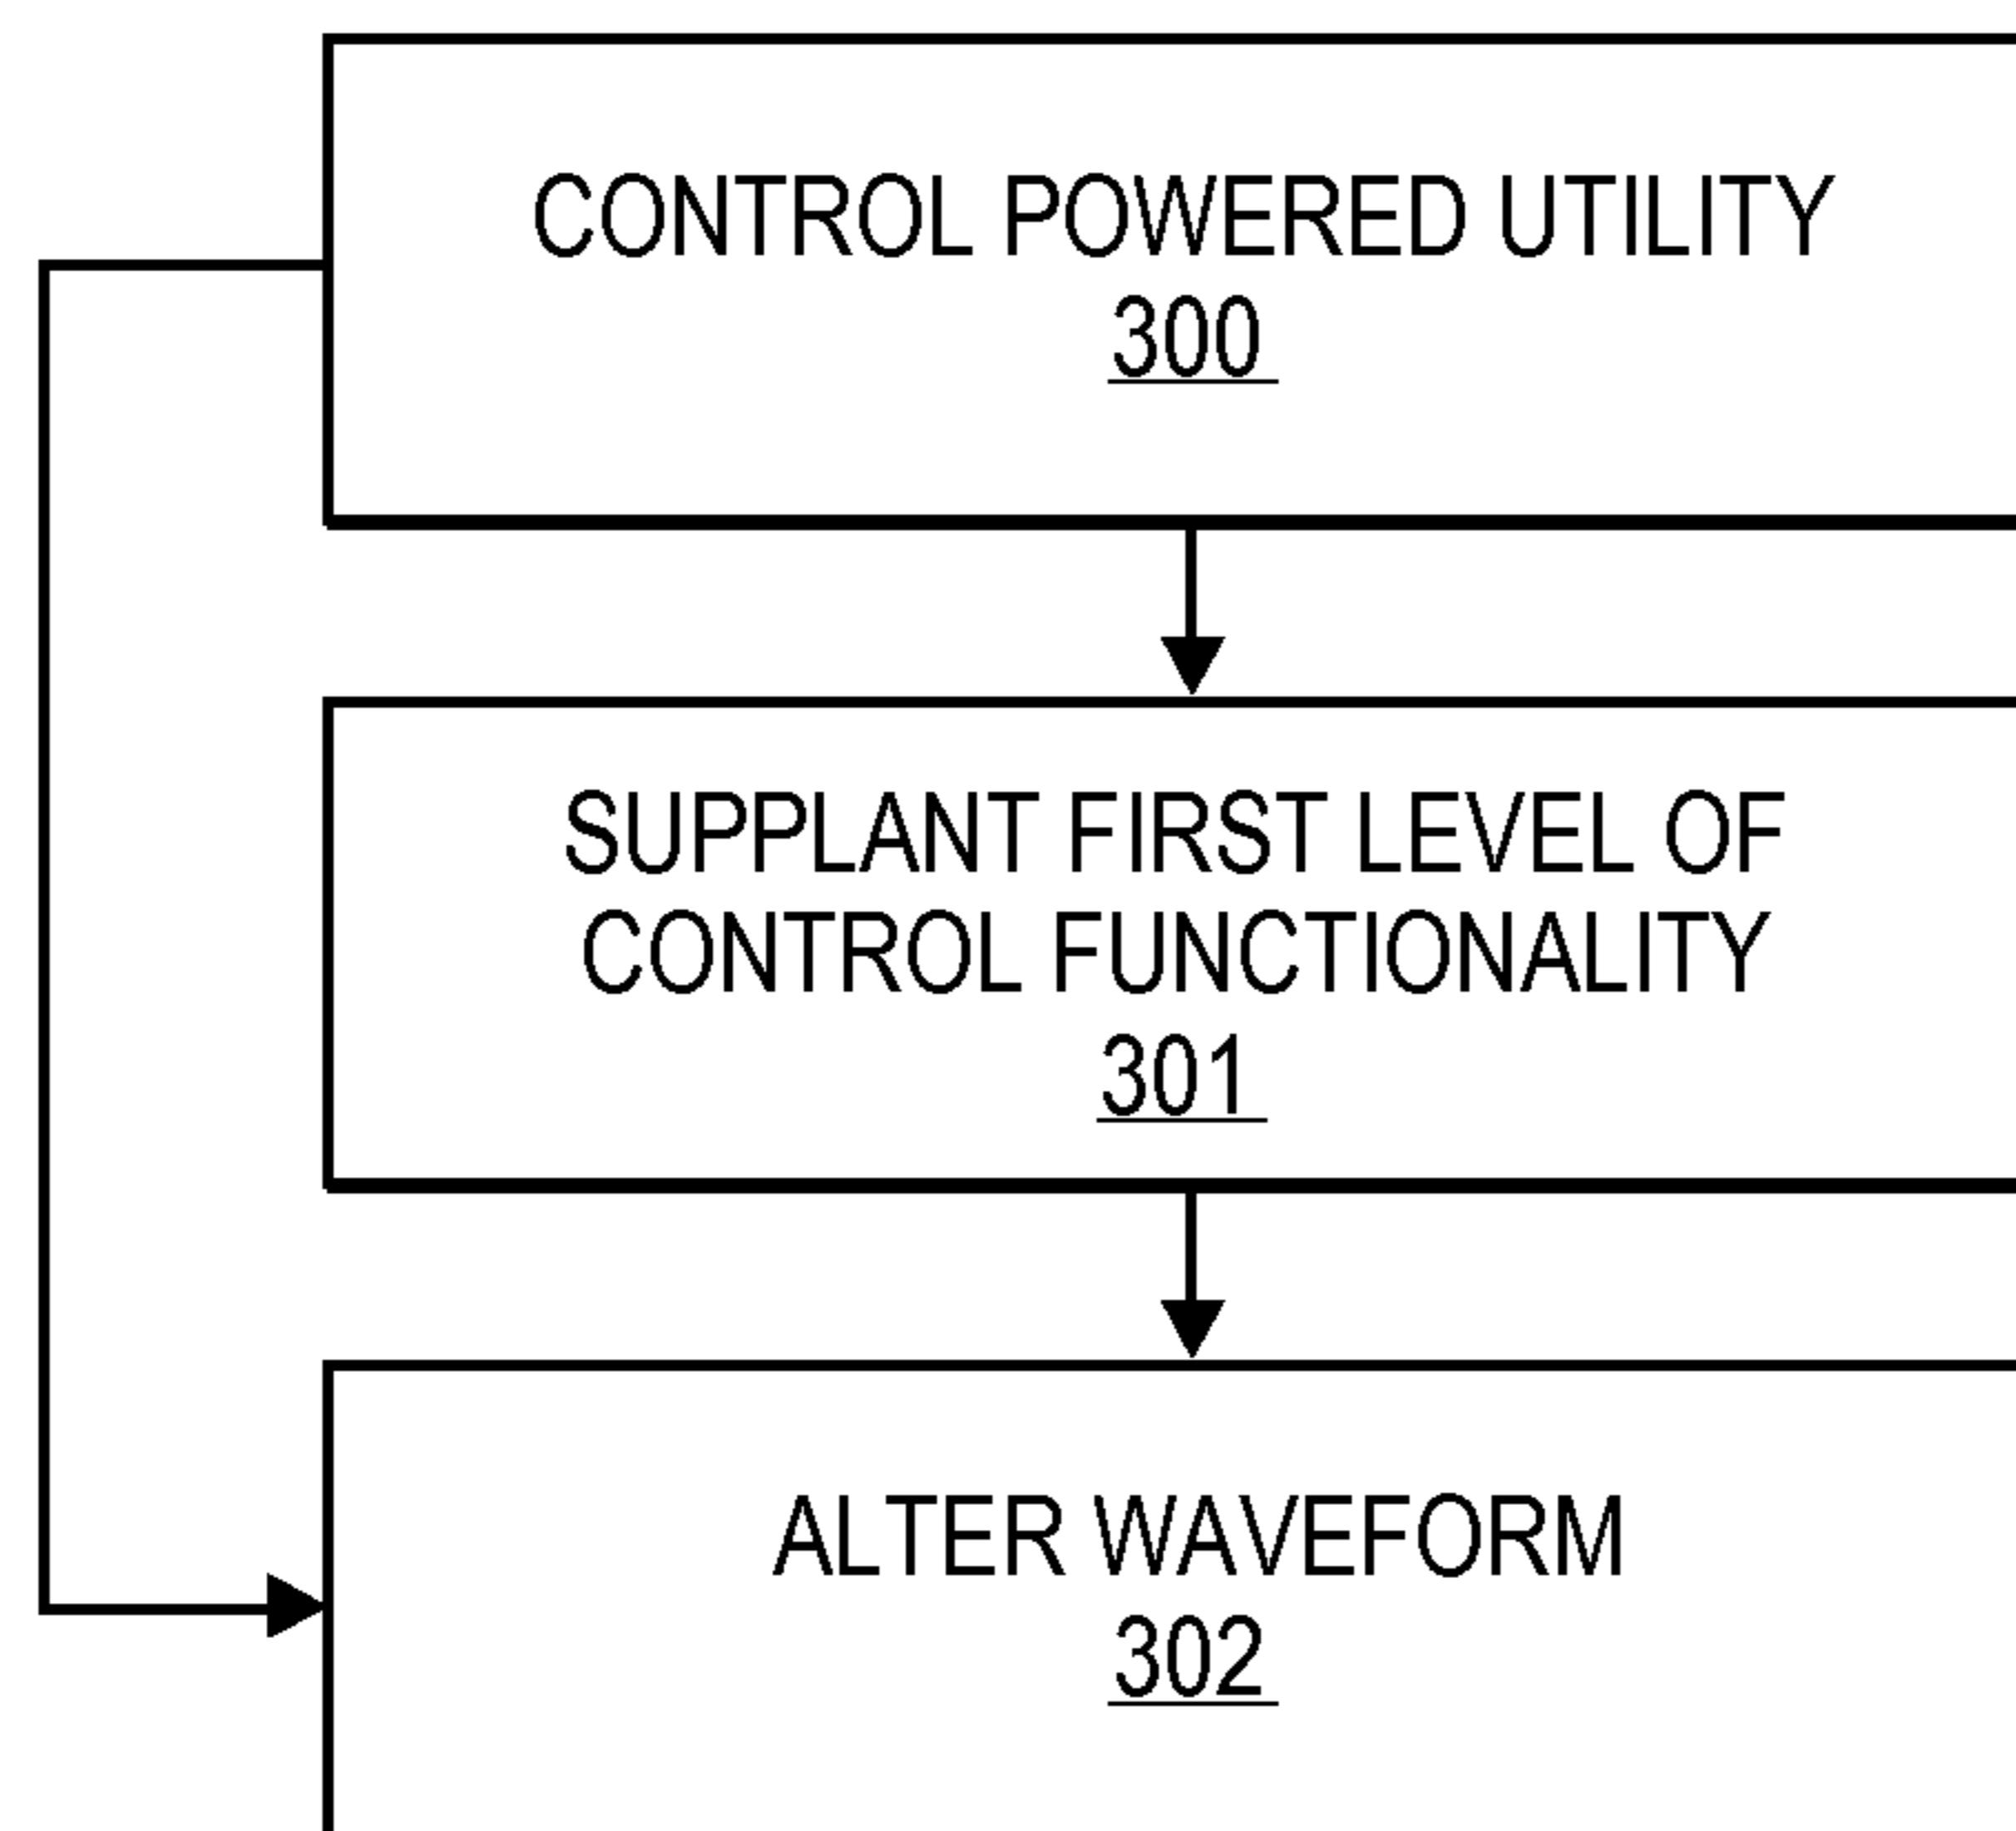 CONTROL POWERED UTILITY
300
SUPPLANT FIRST LEVEL OF
CONTROL FUNCTIONALITY
301
ALTER WAVEFORM
302